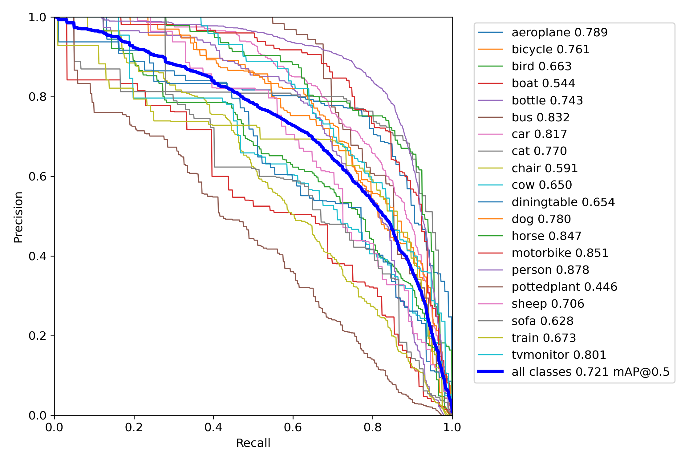 1.0
0.8
0.6
0.4
0.2
0.0
Precision
0.0 0.2 0.4 0.6 0.8 1.0
Recall
aeroplane 0.789
bicycle 0.761
bird 0.663
boat 0.544
bottle 0.743
bus 0.832
car 0.817
cat 0.770
chair 0.591
cow 0.650
diningtable 0.654
dog 0.780
horse 0.847
motorbike 0.851
person 0.878
pottedplant 0.446
sheep 0.706
sofa 0.628
train 0.673
tvmonitor 0.801
all classes 0.721 mAP@0.5